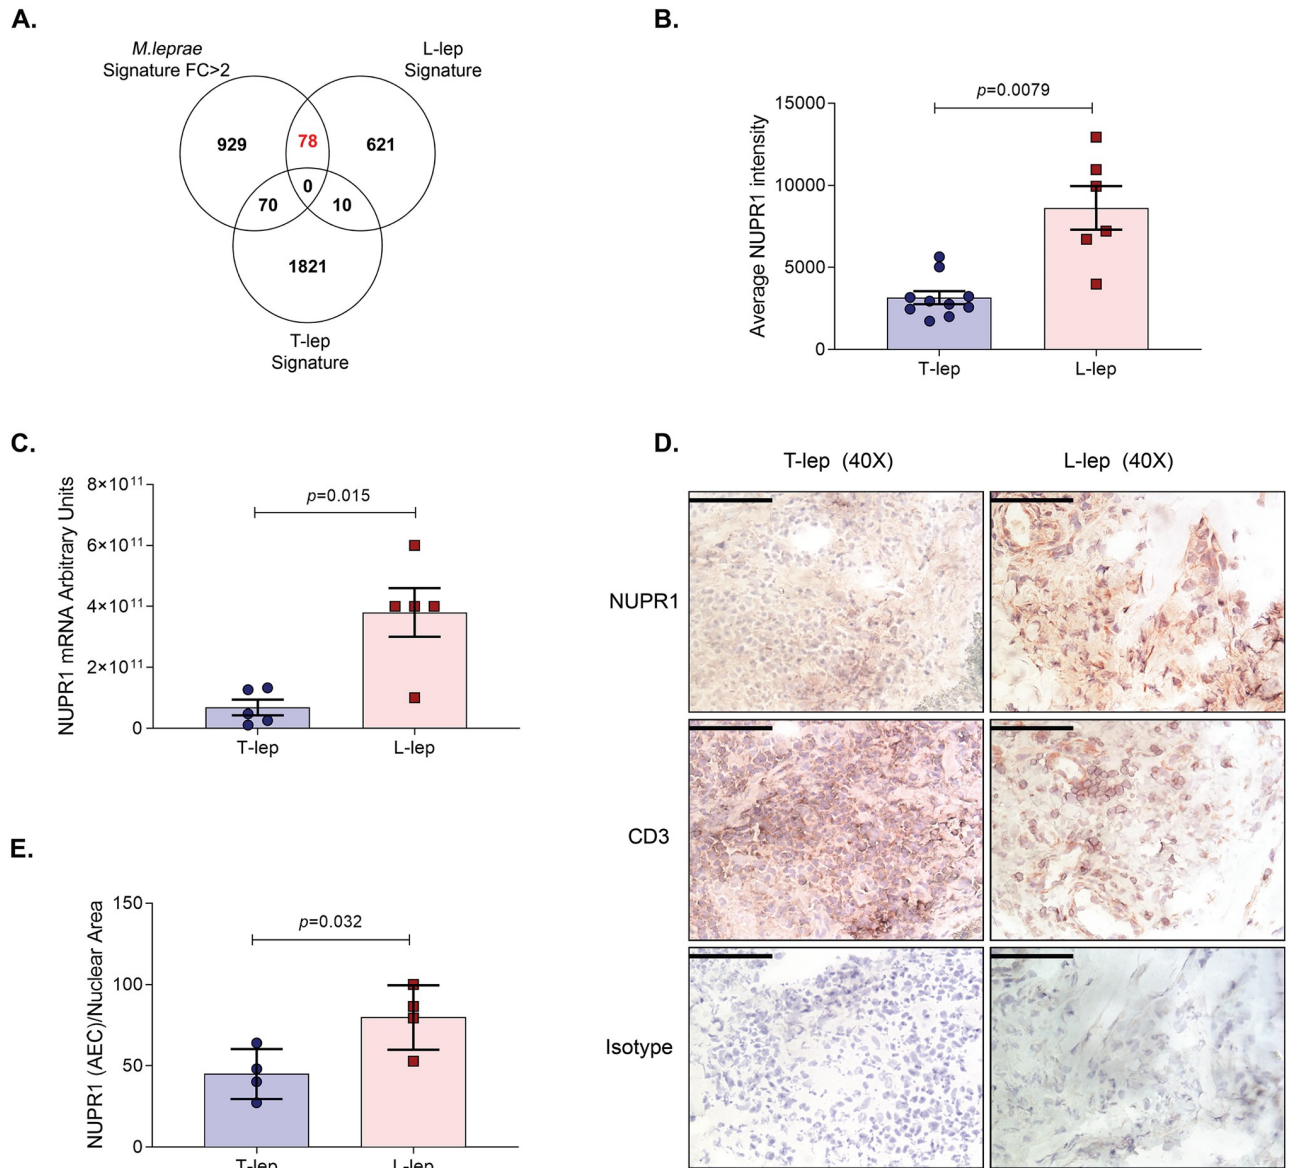 A.
M.leprae
Signature FC>2
L-lep
Signature
929
78
621
0
70
10
1821
T-lep
Signature
B.
Average NUPR1 intensity
15000
10000
5000
0
p=0.0079
T-lep
L-lep
C.
NUPR1 mRNA Arbitrary Units
8×10¹¹
6×10¹¹
4×10¹¹
2×10¹¹
0
p=0.015
T-lep
L-lep
D.
T-lep (40X)
L-lep (40X)
NUPR1
CD3
Isotype
E.
NUPR1 (AEC)/Nuclear Area
150
100
50
0
p=0.032
T-lep
L-lep